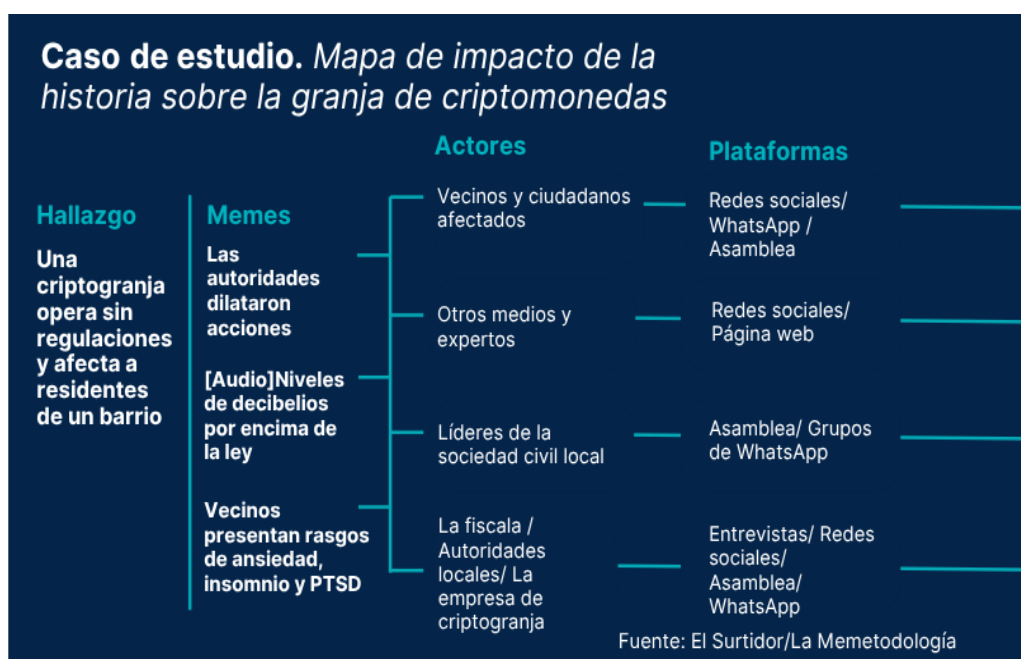 Caso de estudio. Mapa de impacto de la
historia sobre la granja de criptomonedas
Hallazgo
Una
criptogranja
opera sin
regulaciones
y afecta a
residentes
de un barrio
Memes
Las
autoridades
dilataron
acciones
[Audio]Niveles
de decibelios
por encima de
la ley
Vecinos
presentan rasgos
de ansiedad,
insomnio y PTSD
Actores
Vecinos y ciudadanos
afectados
Otros medios y
expertos
Líderes de la
sociedad civil local
La fiscala /
Autoridades
locales/ La
empresa de
criptogranja
Plataformas
Redes sociales/
WhatsApp /
Asamblea
Redes sociales/
Página web
Asamblea/ Grupos
de WhatsApp
Entrevistas/ Redes
sociales/
Asamblea/
WhatsApp
Fuente: El Surtidor/La Memetodología